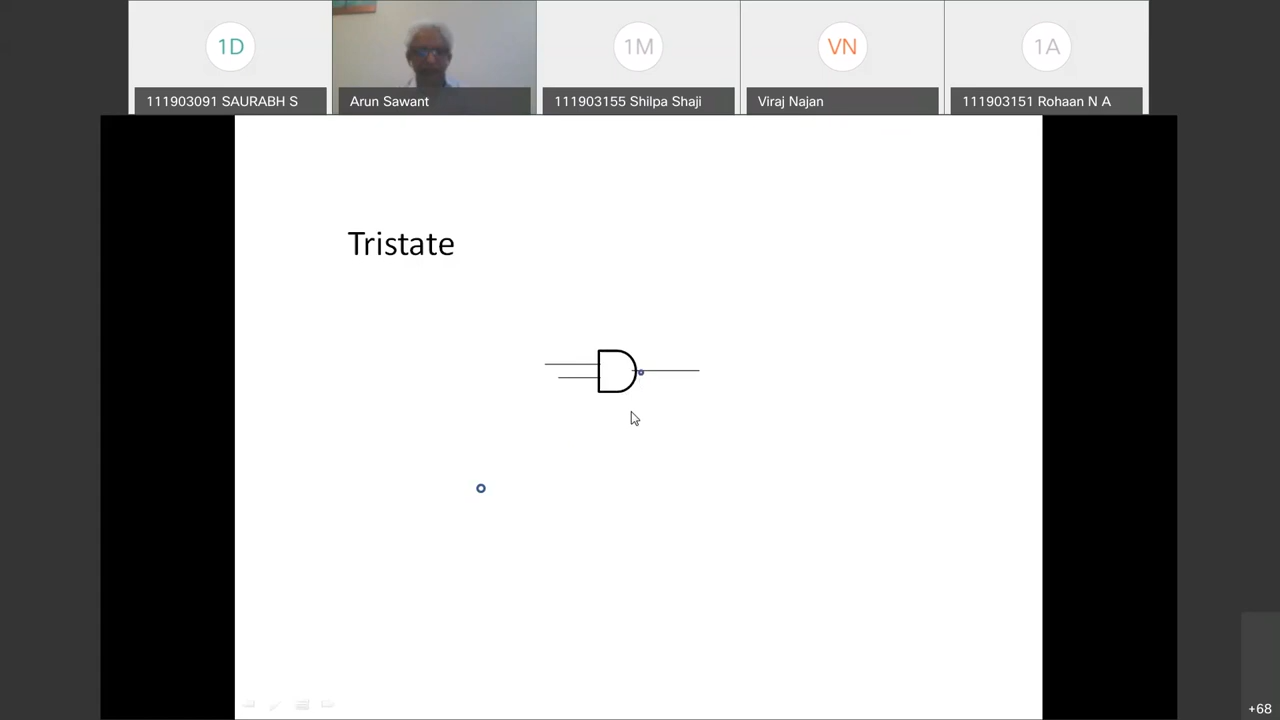 1D
1M
VN
1A
111903091 SAURABH S
Arun Sawant
111903155 Shilpa Shaji
Viraj Najan
111903151 Rohaan N A
Tristate
+68